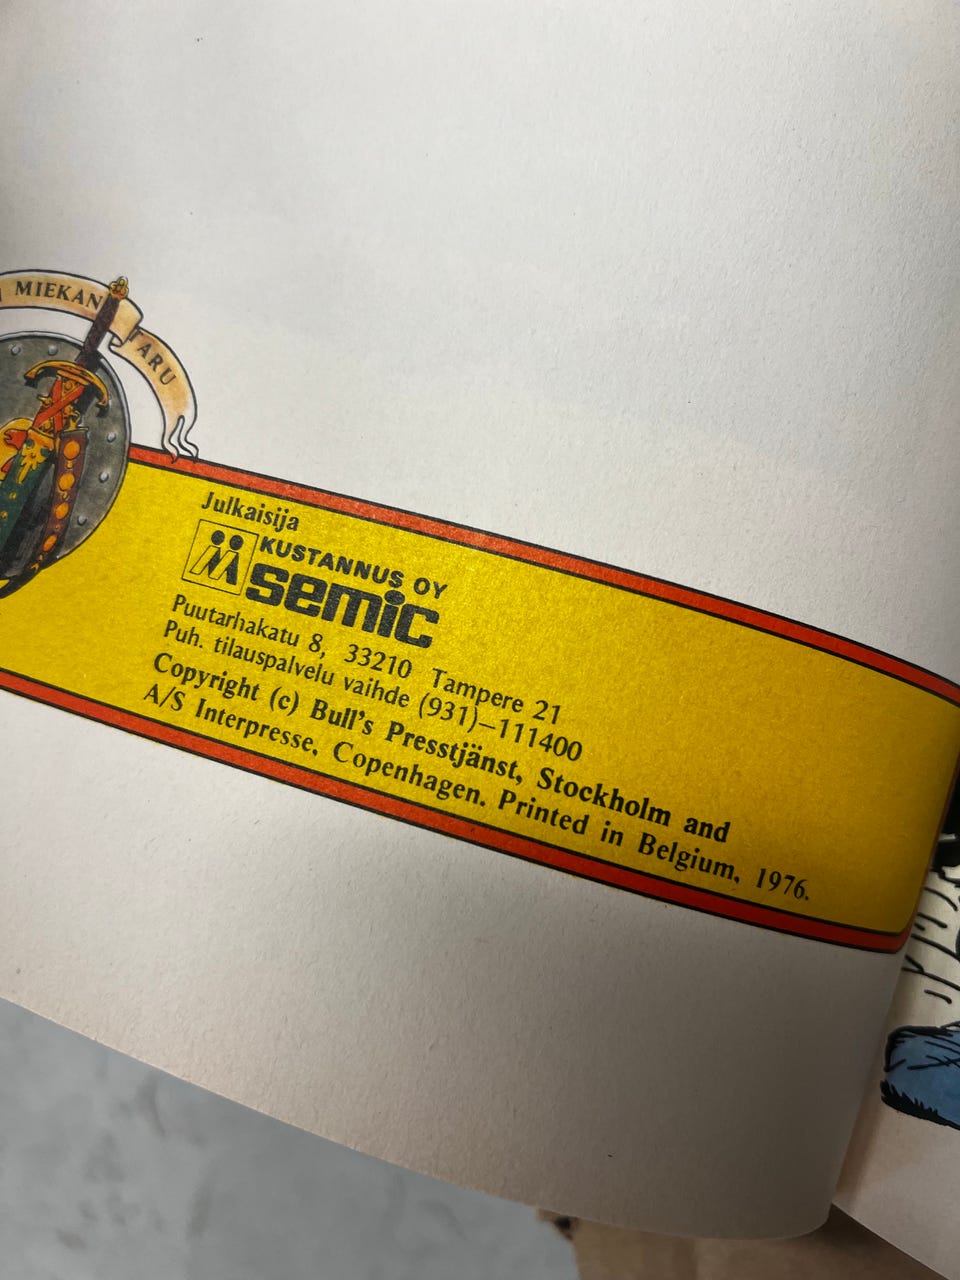 MIEKAN TARU
Julkaisija
KUSTANNUS OY
semic
Puutarhakatu 8, 33210 Tampere 21
Puh. tilauspalvelu vaihde (931)–111400
Copyright (c) Bull's Presstjänst, Stockholm and
A/S Interpresse, Copenhagen. Printed in Belgium, 1976.